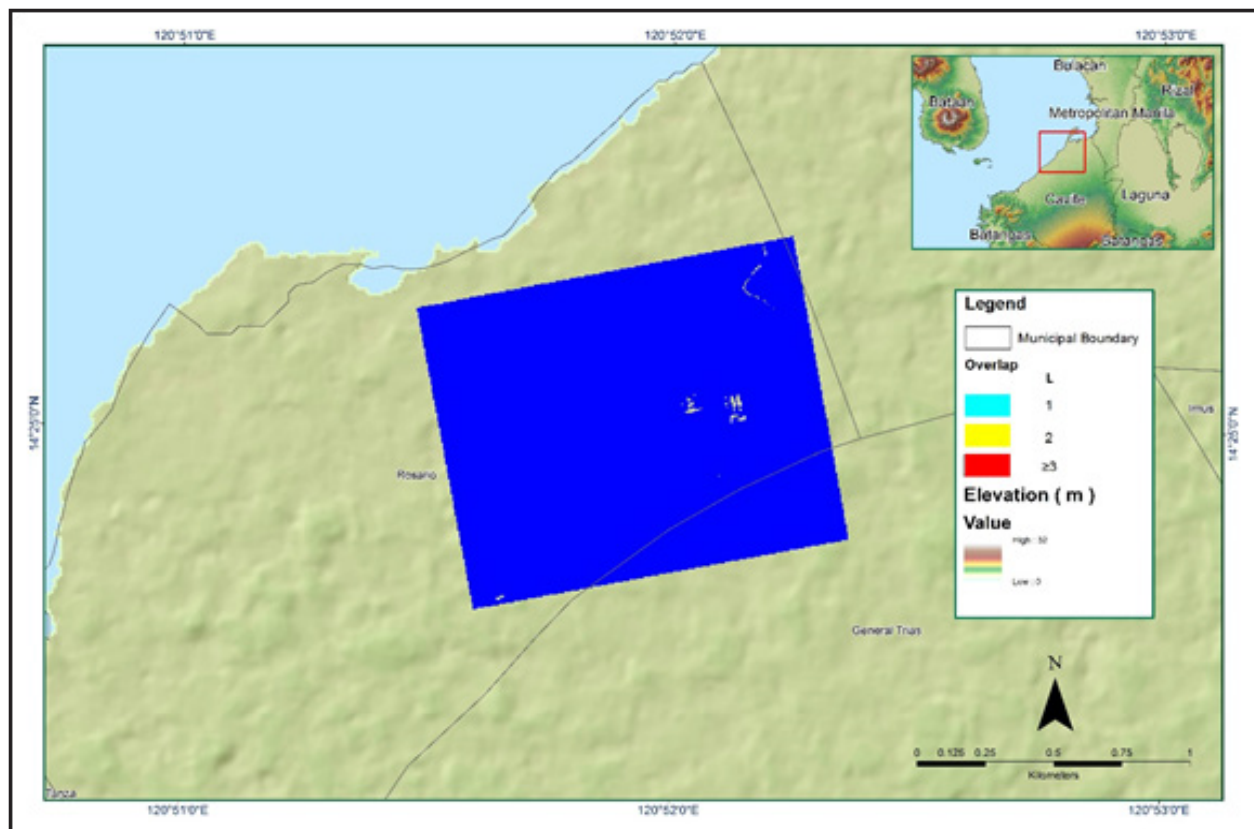 120°51'0"E
120°52'0"E
120°53'0"E
Bulacan
Bataan
Rizal
Metropolitan Manila
Cavite
Laguna
Batangas
Batangas
14°25'0"N
14°25'0"N
Legend
Municipal Boundary
Overlap
L
1
2
≥3
Elevation ( m )
Value
High : 52
Low : 0
Imus
Rosario
General Trias
N
0 0.125 0.25 0.5 0.75 1
Kilometers
Tanza
120°51'0"E
120°52'0"E
120°53'0"E